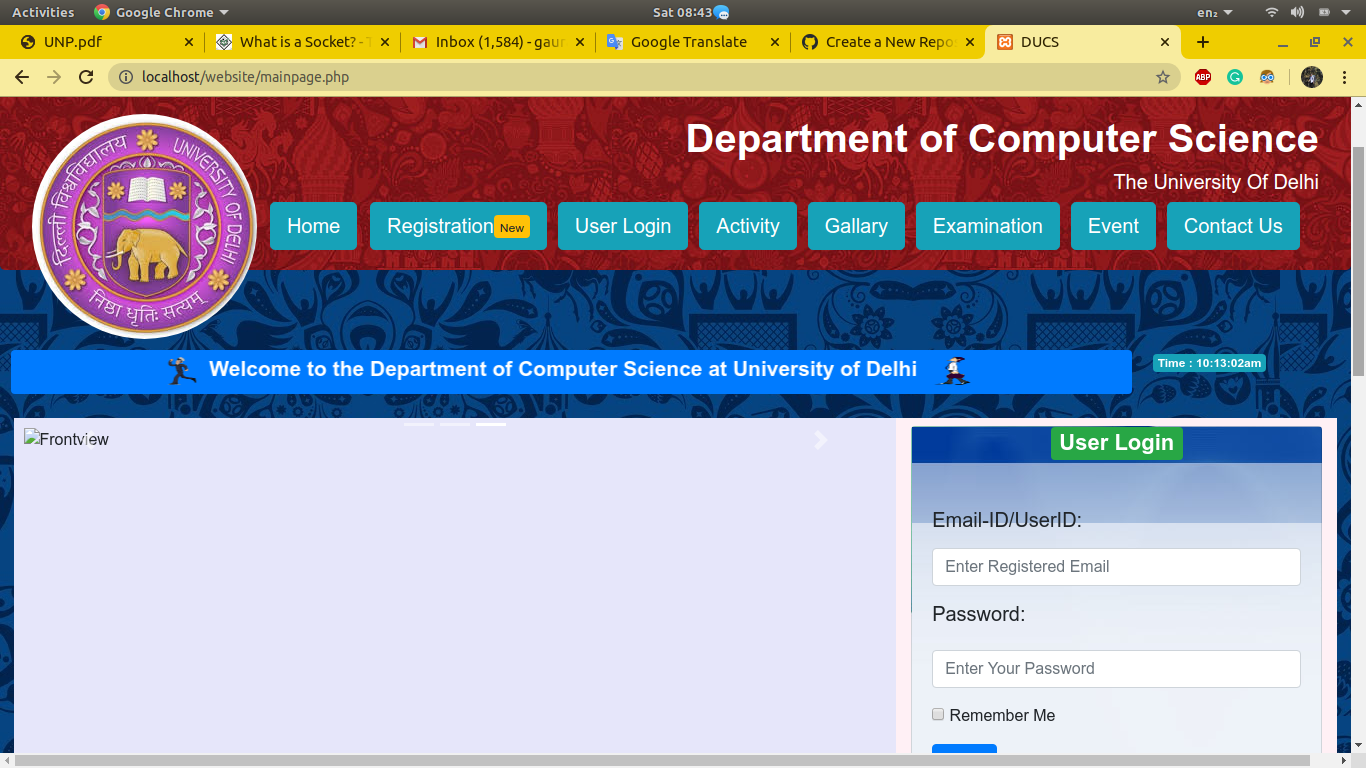 Activities Google Chrome Sat 08:43 en₂
UNP.pdf What is a Socket? - T Inbox (1,584) - gaur Google Translate Create a New Repo DUCS
localhost/website/mainpage.php ABP
दिल्ली विश्वविद्यालय UNIVERSITY OF DELHI
निष्ठा धृतिः सत्यम्
Department of Computer Science
The University Of Delhi
Home Registration New User Login Activity Gallary Examination Event Contact Us
Welcome to the Department of Computer Science at University of Delhi Time : 10:13:02am
Frontview
User Login
Email-ID/UserID:
Enter Registered Email
Password:
Enter Your Password
Remember Me